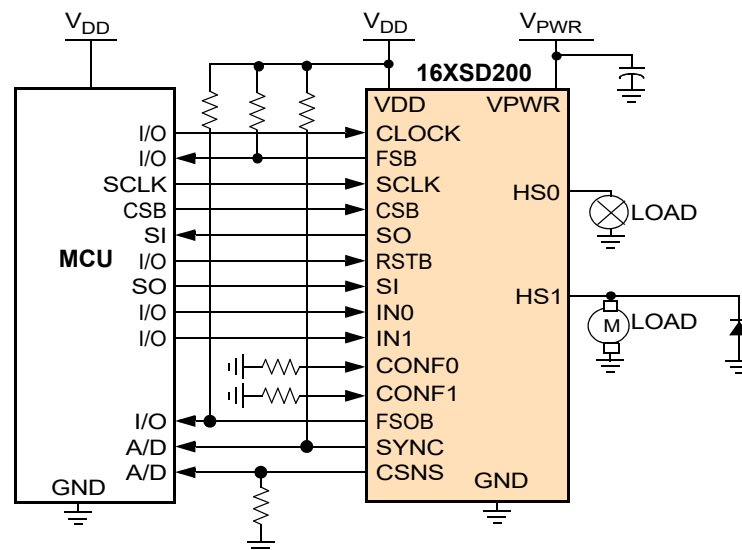 VDD
VDD
VPWR
16XSD200
VDD
VPWR
I/O
CLOCK
I/O
FSB
SCLK
SCLK
HS0
CSB
CSB
LOAD
SI
SO
MCU
I/O
RSTB
SO
SI
HS1
I/O
IN0
M
LOAD
I/O
IN1
CONF0
CONF1
I/O
FSOB
A/D
SYNC
A/D
CSNS
GND
GND